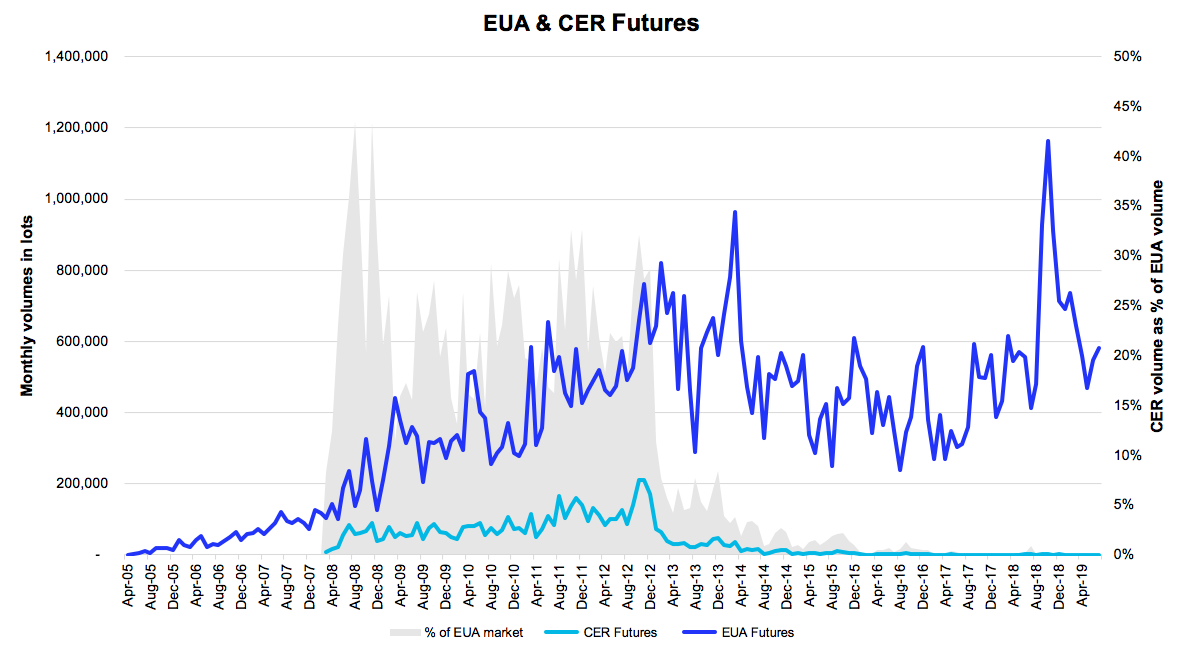 EUA & CER Futures
1,400,000
1,200,000
1,000,000
800,000
600,000
400,000
200,000
-
Monthly volumes in lots
50%
45%
40%
35%
30%
25%
20%
15%
10%
5%
0%
CER volume as % of EUA volume
Apr-05
Aug-05
Dec-05
Apr-06
Aug-06
Dec-06
Apr-07
Aug-07
Dec-07
Apr-08
Aug-08
Dec-08
Apr-09
Aug-09
Dec-09
Apr-10
Aug-10
Dec-10
Apr-11
Aug-11
Dec-11
Apr-12
Aug-12
Dec-12
Apr-13
Aug-13
Dec-13
Apr-14
Aug-14
Dec-14
Apr-15
Aug-15
Dec-15
Apr-16
Aug-16
Dec-16
Apr-17
Aug-17
Dec-17
Apr-18
Aug-18
Dec-18
Apr-19
% of EUA market
CER Futures
EUA Futures